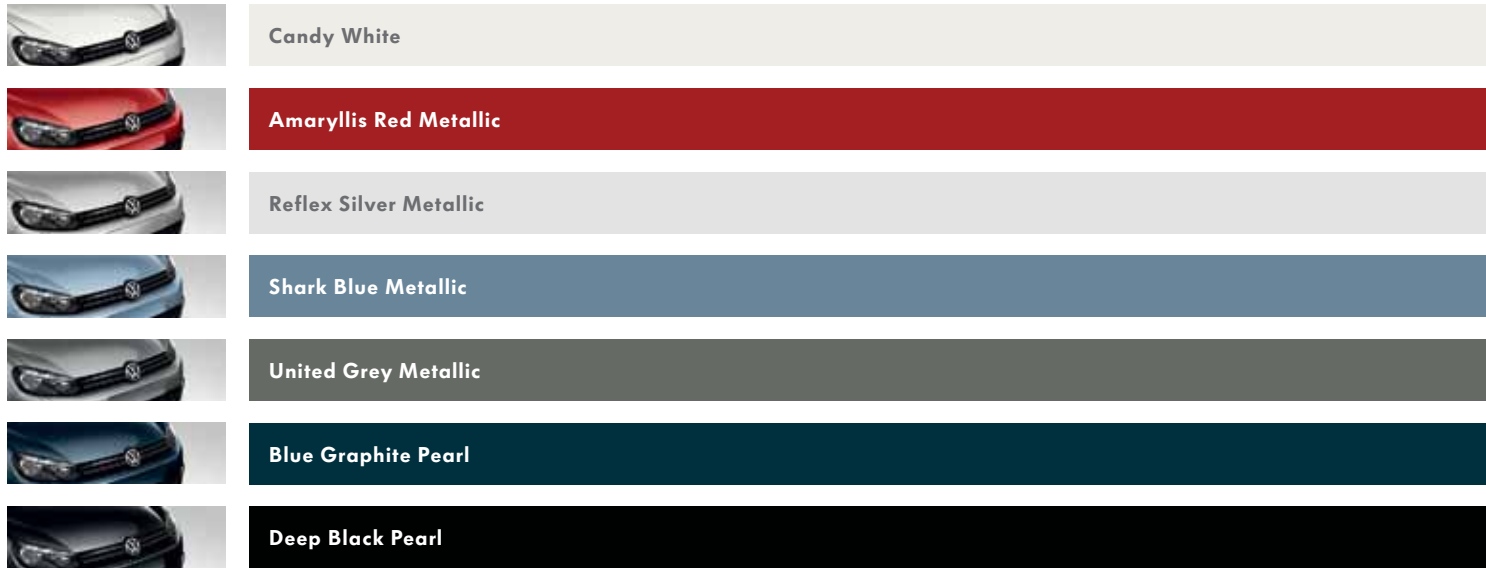 Candy White
Amaryllis Red Metallic
Reflex Silver Metallic
Shark Blue Metallic
United Grey Metallic
Blue Graphite Pearl
Deep Black Pearl